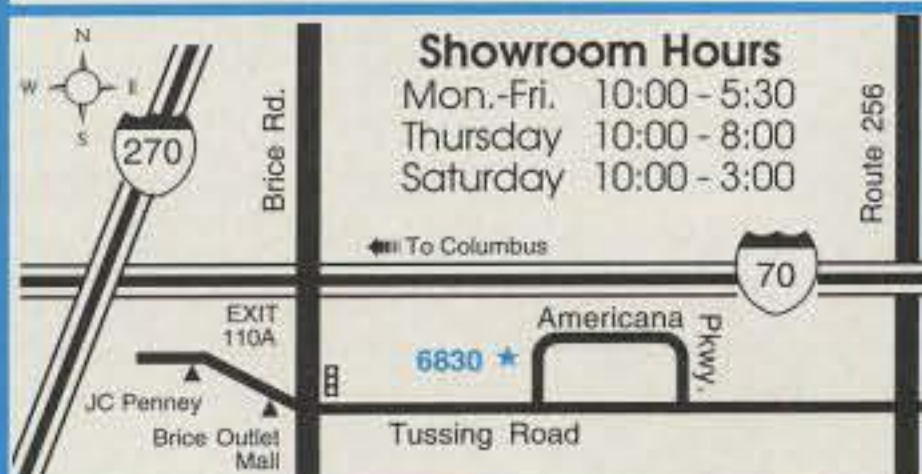 N
W E
S
270
Brice Rd.
Showroom Hours
Mon.-Fri. 10:00 - 5:30
Thursday 10:00 - 8:00
Saturday 10:00 - 3:00
Route 256
To Columbus
70
EXIT
110A
Americana
Pkwy.
6830
JC Penney
Brice Outlet
Mall
Tussing Road